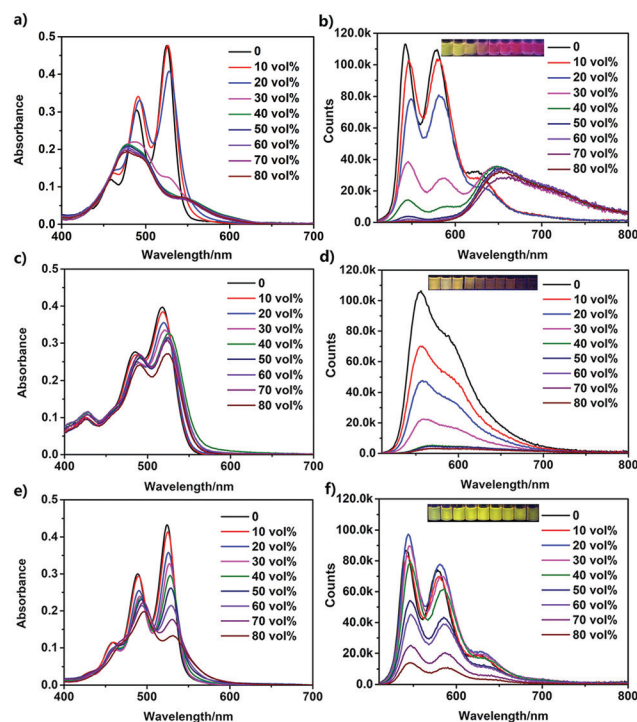 a)
0.5
0.4
0.3
0.2
0.1
0.0
Absorbance
400
500
600
700
Wavelength/nm
0
10 vol%
20 vol%
30 vol%
40 vol%
50 vol%
60 vol%
70 vol%
80 vol%
b)
120.0k
100.0k
80.0k
60.0k
40.0k
20.0k
0.0
Counts
600
700
800
Wavelength/nm
0
10 vol%
20 vol%
30 vol%
40 vol%
50 vol%
60 vol%
70 vol%
80 vol%
c)
0.5
0.4
0.3
0.2
0.1
0.0
Absorbance
400
500
600
700
Wavelength/nm
0
10 vol%
20 vol%
30 vol%
40 vol%
50 vol%
60 vol%
70 vol%
80 vol%
d)
120.0k
100.0k
80.0k
60.0k
40.0k
20.0k
0.0
Counts
600
700
800
Wavelength/nm
0
10 vol%
20 vol%
30 vol%
40 vol%
50 vol%
60 vol%
70 vol%
80 vol%
e)
0.5
0.4
0.3
0.2
0.1
0.0
Absorbance
400
500
600
700
Wavelength/nm
0
10 vol%
20 vol%
30 vol%
40 vol%
50 vol%
60 vol%
70 vol%
80 vol%
f)
120.0k
100.0k
80.0k
60.0k
40.0k
20.0k
0.0
Counts
600
700
800
Wavelength/nm
0
10 vol%
20 vol%
30 vol%
40 vol%
50 vol%
60 vol%
70 vol%
80 vol%